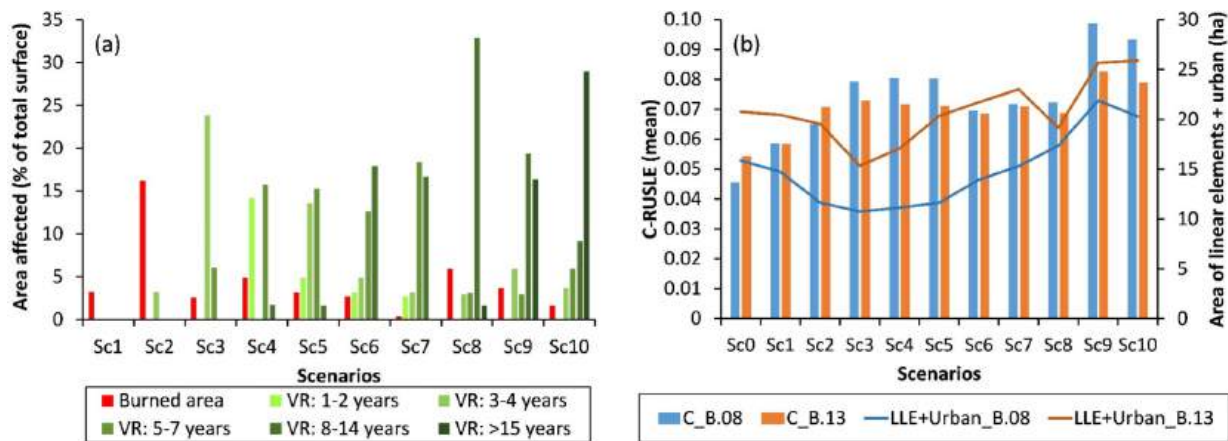 (a)
Area affected (% of total surface)
35
30
25
20
15
10
5
0
Sc1 Sc2 Sc3 Sc4 Sc5 Sc6 Sc7 Sc8 Sc9 Sc10
Scenarios
Burned area VR: 1-2 years VR: 3-4 years
VR: 5-7 years VR: 8-14 years VR: >15 years
(b)
C-RUSLE (mean)
0.10
0.09
0.08
0.07
0.06
0.05
0.04
0.03
0.02
0.01
0
30
25
20
15
10
5
0
Area of linear elements + urban (ha)
Sc0 Sc1 Sc2 Sc3 Sc4 Sc5 Sc6 Sc7 Sc8 Sc9 Sc10
Scenarios
C_B.08 C_B.13 LLE+Urban_B.08 LLE+Urban_B.13